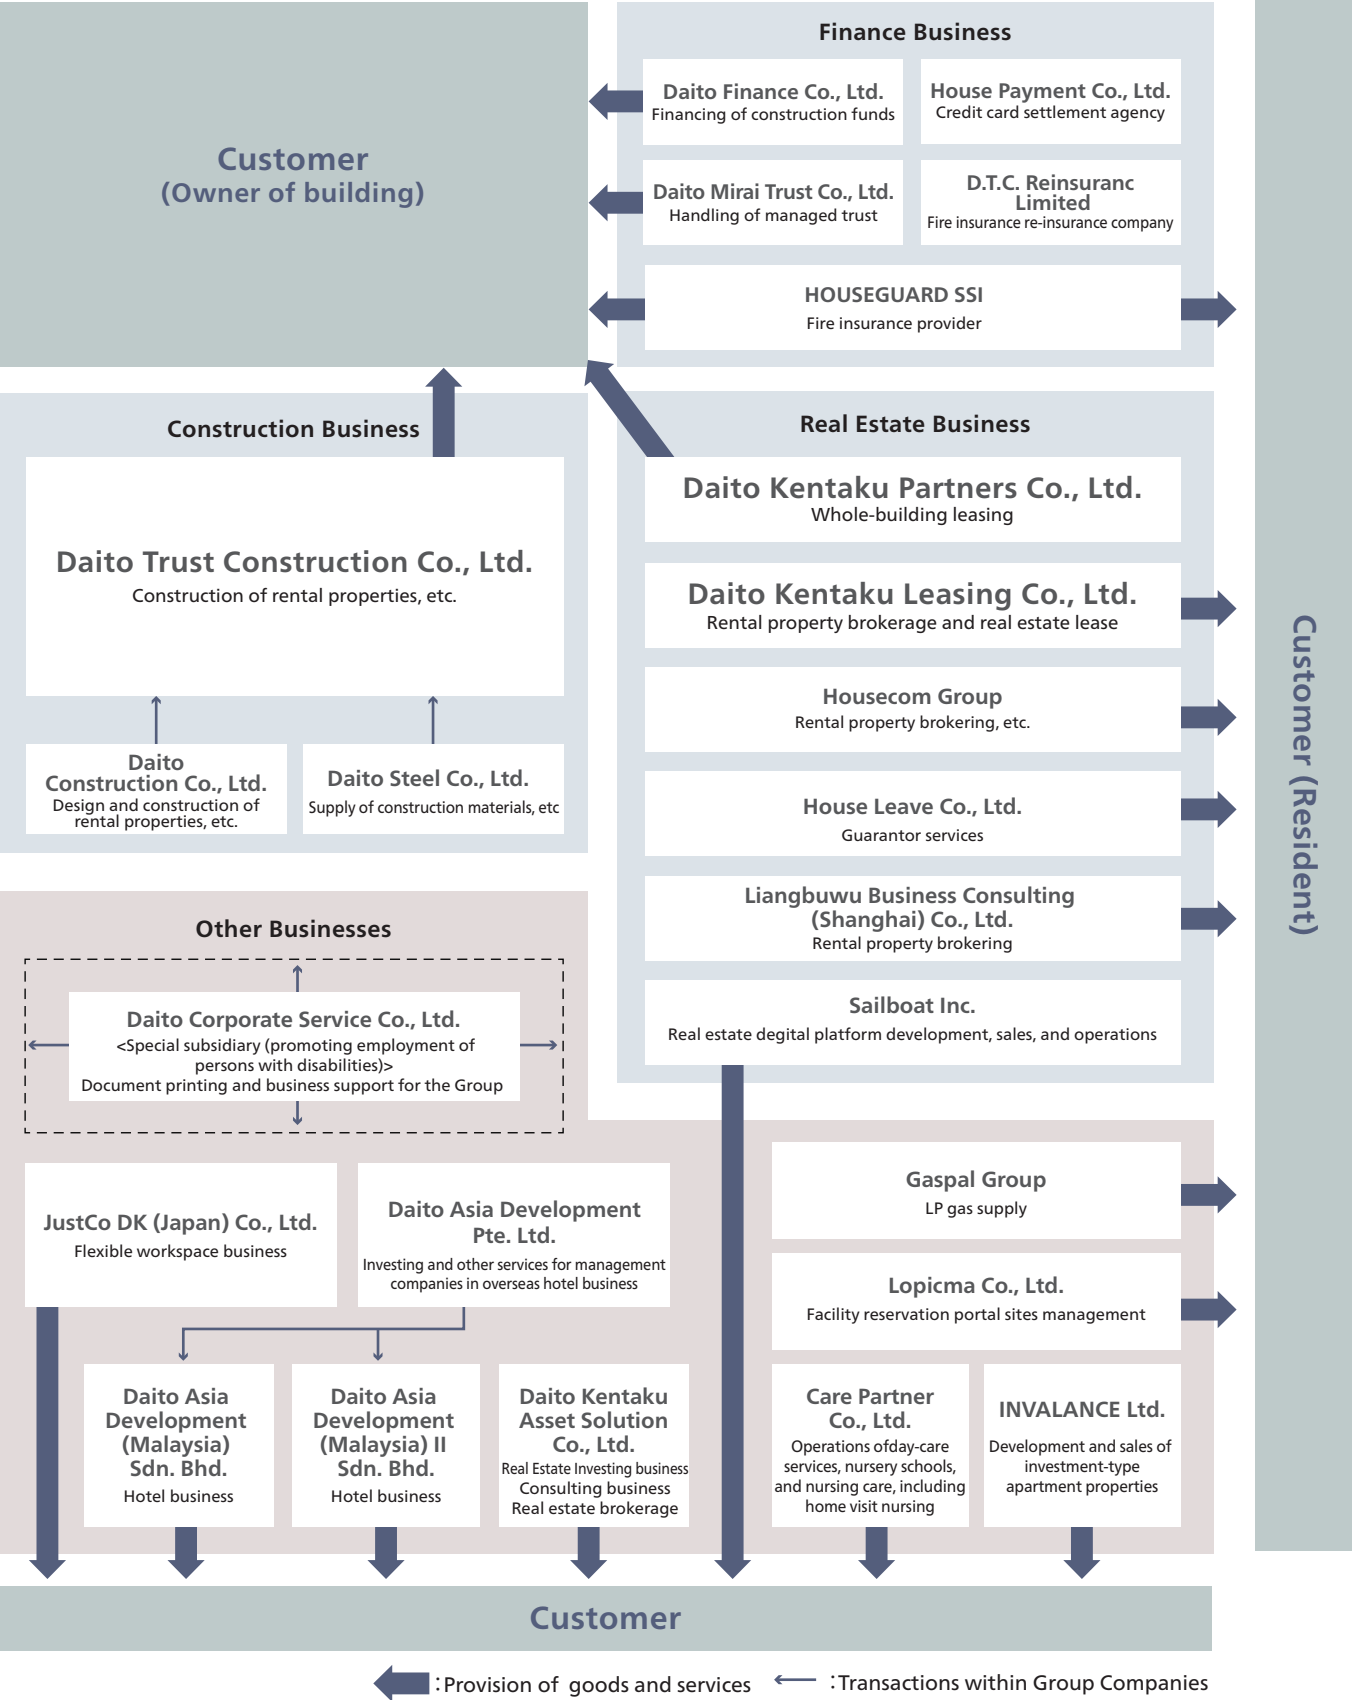 Customer
(Owner of building)
Finance Business
Daito Finance Co., Ltd.
Financing of construction funds
House Payment Co., Ltd.
Credit card settlement agency
Daito Mirai Trust Co., Ltd.
Handling of managed trust
D.T.C. Reinsuranc
Limited
Fire insurance re-insurance company
HOUSEGUARD SSI
Fire insurance provider
Construction Business
Daito Trust Construction Co., Ltd.
Construction of rental properties, etc.
Daito
Construction Co., Ltd.
Design and construction of
rental properties, etc.
Daito Steel Co., Ltd.
Supply of construction materials, etc
Real Estate Business
Daito Kentaku Partners Co., Ltd.
Whole-building leasing
Daito Kentaku Leasing Co., Ltd.
Rental property brokerage and real estate lease
Housecom Group
Rental property brokering, etc.
House Leave Co., Ltd.
Guarantor services
Liangbuwu Business Consulting
(Shanghai) Co., Ltd.
Rental property brokering
Sailboat Inc.
Real estate degital platform development, sales, and operations
Customer (Resident)
Other Businesses
Daito Corporate Service Co., Ltd.
<Special subsidiary (promoting employment of
persons with disabilities)>
Document printing and business support for the Group
JustCo DK (Japan) Co., Ltd.
Flexible workspace business
Daito Asia Development
Pte. Ltd.
Investing and other services for management
companies in overseas hotel business
Gaspal Group
LP gas supply
Lopicma Co., Ltd.
Facility reservation portal sites management
Daito Asia
Development
(Malaysia)
Sdn. Bhd.
Hotel business
Daito Asia
Development
(Malaysia) II
Sdn. Bhd.
Hotel business
Daito Kentaku
Asset Solution
Co., Ltd.
Real Estate Investing business
Consulting business
Real estate brokerage
Care Partner
Co., Ltd.
Operations ofday-care
services, nursery schools,
and nursing care, including
home visit nursing
INVALANCE Ltd.
Development and sales of
investment-type
apartment properties
Customer
:Provision of goods and services
:Transactions within Group Companies